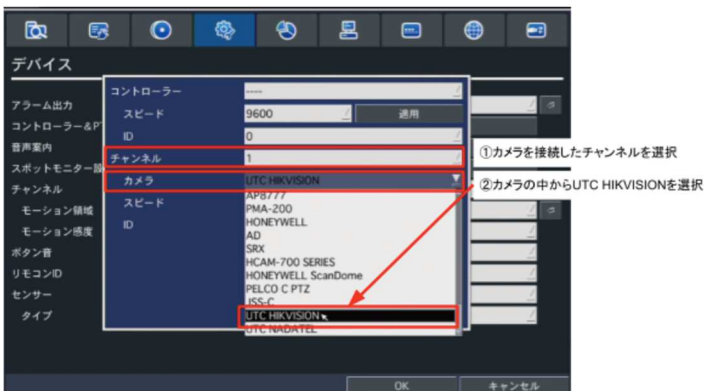 デバイス
アラーム出力
コントローラー&P
音声案内
スポットモニター設
チャンネル
モーション領域
モーション感度
ボタン音
リモコンID
センサー
タイプ
コントローラー
----
スピード
9600
適用
ID
0
チャンネル
1
カメラ
UTC HIKVISION
スピード
ID
AP8777
PMA-200
HONEYWELL
AD
SRX
HCAM-700 SERIES
HONEYWELL ScanDome
PELCO C PTZ
JSS-C
UTC HIKVISION
UTC NADATEL
①カメラを接続したチャンネルを選択
②カメラの中からUTC HIKVISIONを選択
OK
キャンセル